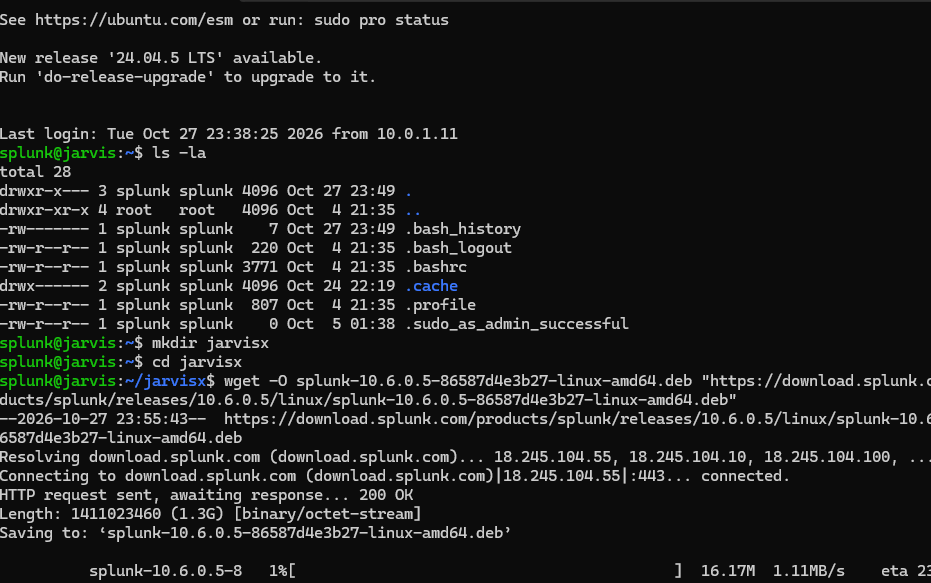 See https://ubuntu.com/esm or run: sudo pro status
New release '24.04.5 LTS' available.
Run 'do-release-upgrade' to upgrade to it.
Last login: Tue Oct 27 23:38:25 2026 from 10.0.1.11
splunk@jarvis:~$ ls -la
total 28
drwxr-x--- 3 splunk splunk 4096 Oct 27 23:49 .
drwxr-xr-x 4 root   root   4096 Oct  4 21:35 ..
-rw------- 1 splunk splunk    7 Oct 27 23:49 .bash_history
-rw-r--r-- 1 splunk splunk  220 Oct  4 21:35 .bash_logout
-rw-r--r-- 1 splunk splunk 3771 Oct  4 21:35 .bashrc
drwx------ 2 splunk splunk 4096 Oct 24 22:19 .cache
-rw-r--r-- 1 splunk splunk  807 Oct  4 21:35 .profile
-rw-r--r-- 1 splunk splunk    0 Oct  5 01:38 .sudo_as_admin_successful
splunk@jarvis:~$ mkdir jarvisx
splunk@jarvis:~$ cd jarvisx
splunk@jarvis:~/jarvisx$ wget -O splunk-10.6.0.5-86587d4e3b27-linux-amd64.deb "https://download.splunk.c
ducts/splunk/releases/10.6.0.5/linux/splunk-10.6.0.5-86587d4e3b27-linux-amd64.deb"
--2026-10-27 23:55:43--  https://download.splunk.com/products/splunk/releases/10.6.0.5/linux/splunk-10.6
6587d4e3b27-linux-amd64.deb
Resolving download.splunk.com (download.splunk.com)... 18.245.104.55, 18.245.104.10, 18.245.104.100, ...
Connecting to download.splunk.com (download.splunk.com)|18.245.104.55|:443... connected.
HTTP request sent, awaiting response... 200 OK
Length: 1411023460 (1.3G) [binary/octet-stream]
Saving to: ‘splunk-10.6.0.5-86587d4e3b27-linux-amd64.deb’
splunk-10.6.0.5-8   1%[                                        ]  16.17M  1.11MB/s    eta 23